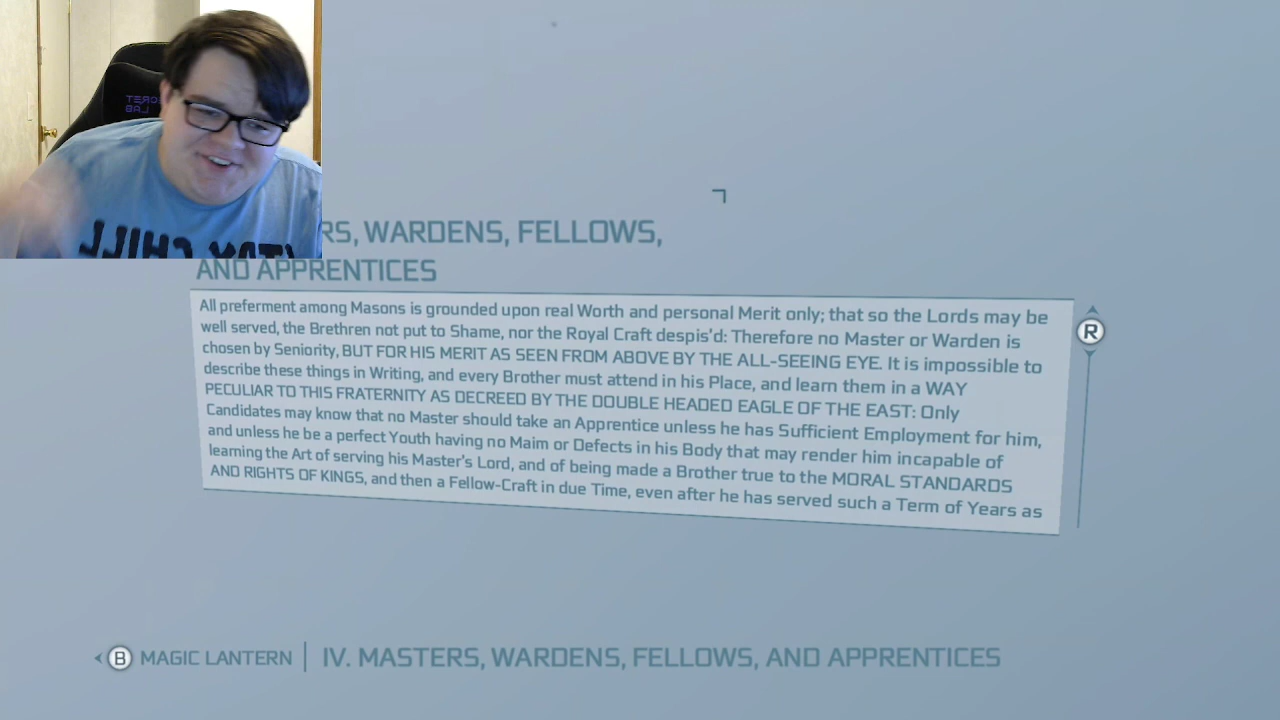 CRET
LAB
STAY CHILL
RS, WARDENS, FELLOWS,
AND APPRENTICES
All preferment among Masons is grounded upon real Worth and personal Merit only; that so the Lords may be
well served, the Brethren not put to Shame, nor the Royal Craft despis'd: Therefore no Master or Warden is
chosen by Seniority, BUT FOR HIS MERIT AS SEEN FROM ABOVE BY THE ALL-SEEING EYE. It is impossible to
describe these things in Writing, and every Brother must attend in his Place, and learn them in a WAY
PECULIAR TO THIS FRATERNITY AS DECREED BY THE DOUBLE HEADED EAGLE OF THE EAST: Only
Candidates may know that no Master should take an Apprentice unless he has Sufficient Employment for him,
and unless he be a perfect Youth having no Maim or Defects in his Body that may render him incapable of
learning the Art of serving his Master's Lord, and of being made a Brother true to the MORAL STANDARDS
AND RIGHTS OF KINGS, and then a Fellow-Craft in due Time, even after he has served such a Term of Years as
R
B MAGIC LANTERN | IV. MASTERS, WARDENS, FELLOWS, AND APPRENTICES